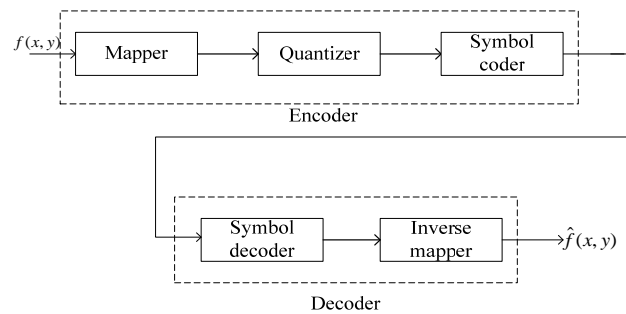 f(x, y)
Mapper
Quantizer
Symbol
coder
Encoder
Symbol
decoder
Inverse
mapper
f̂(x, y)
Decoder